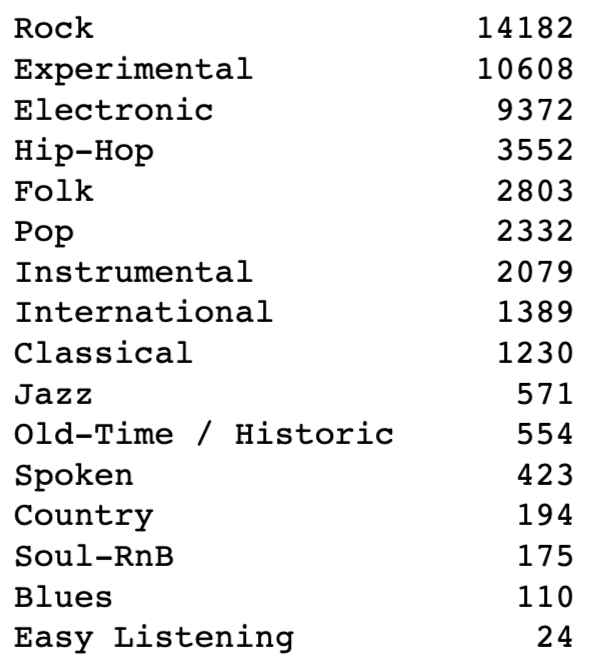 Rock 14182
Experimental 10608
Electronic 9372
Hip-Hop 3552
Folk 2803
Pop 2332
Instrumental 2079
International 1389
Classical 1230
Jazz 571
Old-Time / Historic 554
Spoken 423
Country 194
Soul-RnB 175
Blues 110
Easy Listening 24